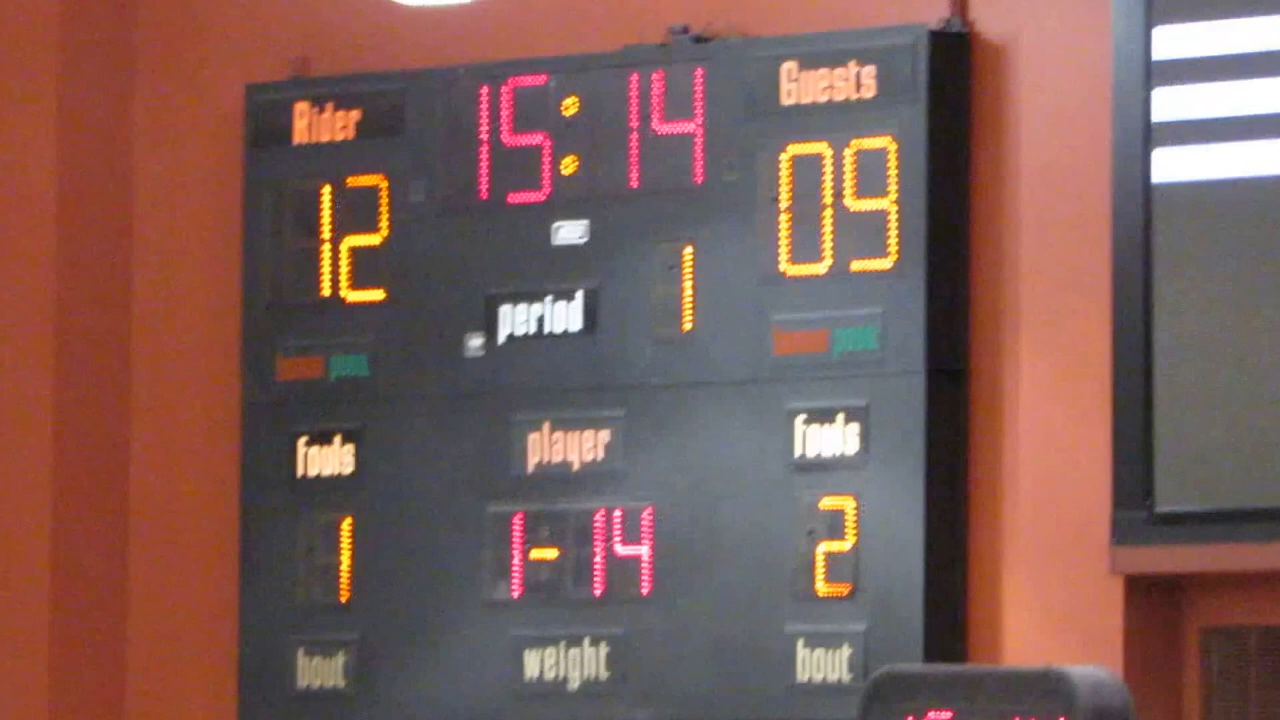 Rider 15:14 Guests
12 09
period 1
fouls player fouls
1 1-14 2
bout weight bout